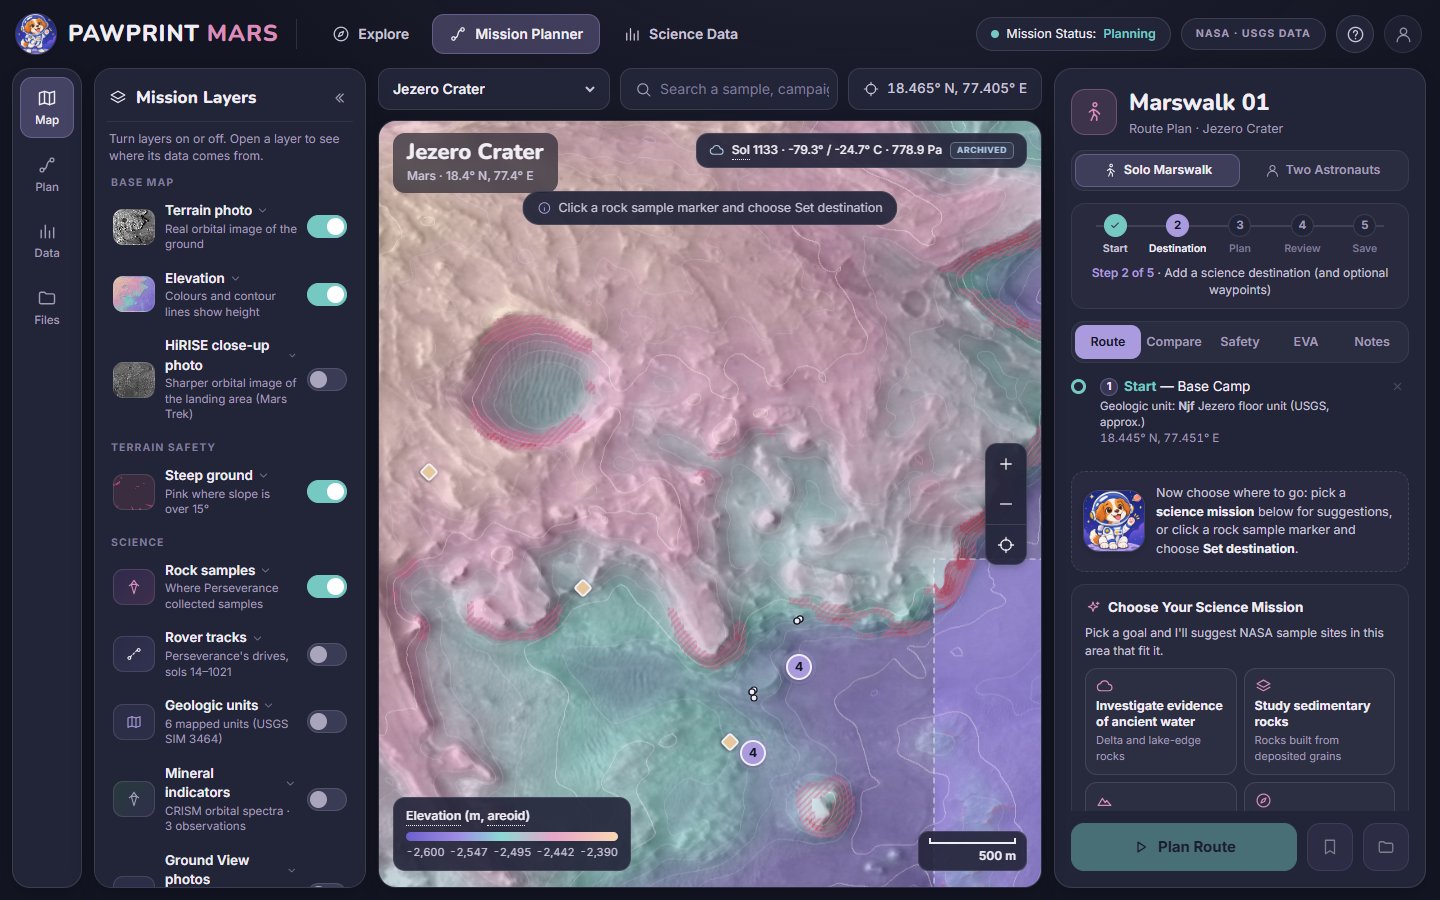 PAWPRINT MARS
Explore
Mission Planner
Science Data
Mission Status: Planning
NASA · USGS DATA
Map
Plan
Data
Files
Mission Layers
Turn layers on or off. Open a layer to see
where its data comes from.
BASE MAP
Terrain photo
Real orbital image of the
ground
Elevation
Colours and contour
lines show height
HiRISE close-up
photo
Sharper orbital image of
the landing area (Mars
Trek)
TERRAIN SAFETY
Steep ground
Pink where slope is
over 15°
SCIENCE
Rock samples
Where Perseverance
collected samples
Rover tracks
Perseverance's drives,
sols 14–1021
Geologic units
6 mapped units (USGS
SIM 3464)
Mineral
indicators
CRISM orbital spectra ·
3 observations
Ground View
photos
Jezero Crater
Search a sample, campaig
18.465° N, 77.405° E
Jezero Crater
Mars · 18.4° N, 77.4° E
Sol 1133 · -79.3° / -24.7° C · 778.9 Pa ARCHIVED
Click a rock sample marker and choose Set destination
4
4
Elevation (m, areoid)
-2,600 -2,547 -2,495 -2,442 -2,390
500 m
Marswalk 01
Route Plan · Jezero Crater
Solo Marswalk
Two Astronauts
2 3 4 5
Start Destination Plan Review Save
Step 2 of 5 · Add a science destination (and optional
waypoints)
Route Compare Safety EVA Notes
1 Start — Base Camp
Geologic unit: Njf Jezero floor unit (USGS,
approx.)
18.445° N, 77.451° E
Now choose where to go: pick a
science mission below for suggestions,
or click a rock sample marker and
choose Set destination.
Choose Your Science Mission
Pick a goal and I'll suggest NASA sample sites in this
area that fit it.
Investigate evidence
of ancient water
Delta and lake-edge
rocks
Study sedimentary
rocks
Rocks built from
deposited grains
Plan Route